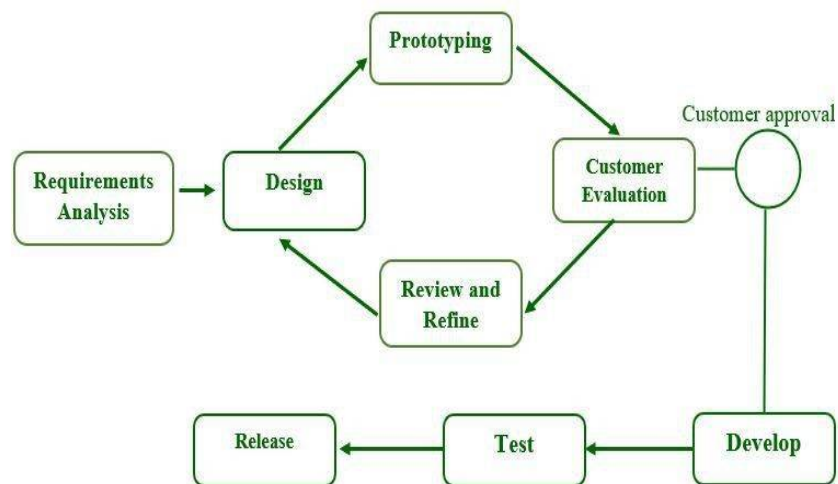 Prototyping
Customer approval
Requirements
Analysis
Design
Customer
Evaluation
Review and
Refine
Release
Test
Develop